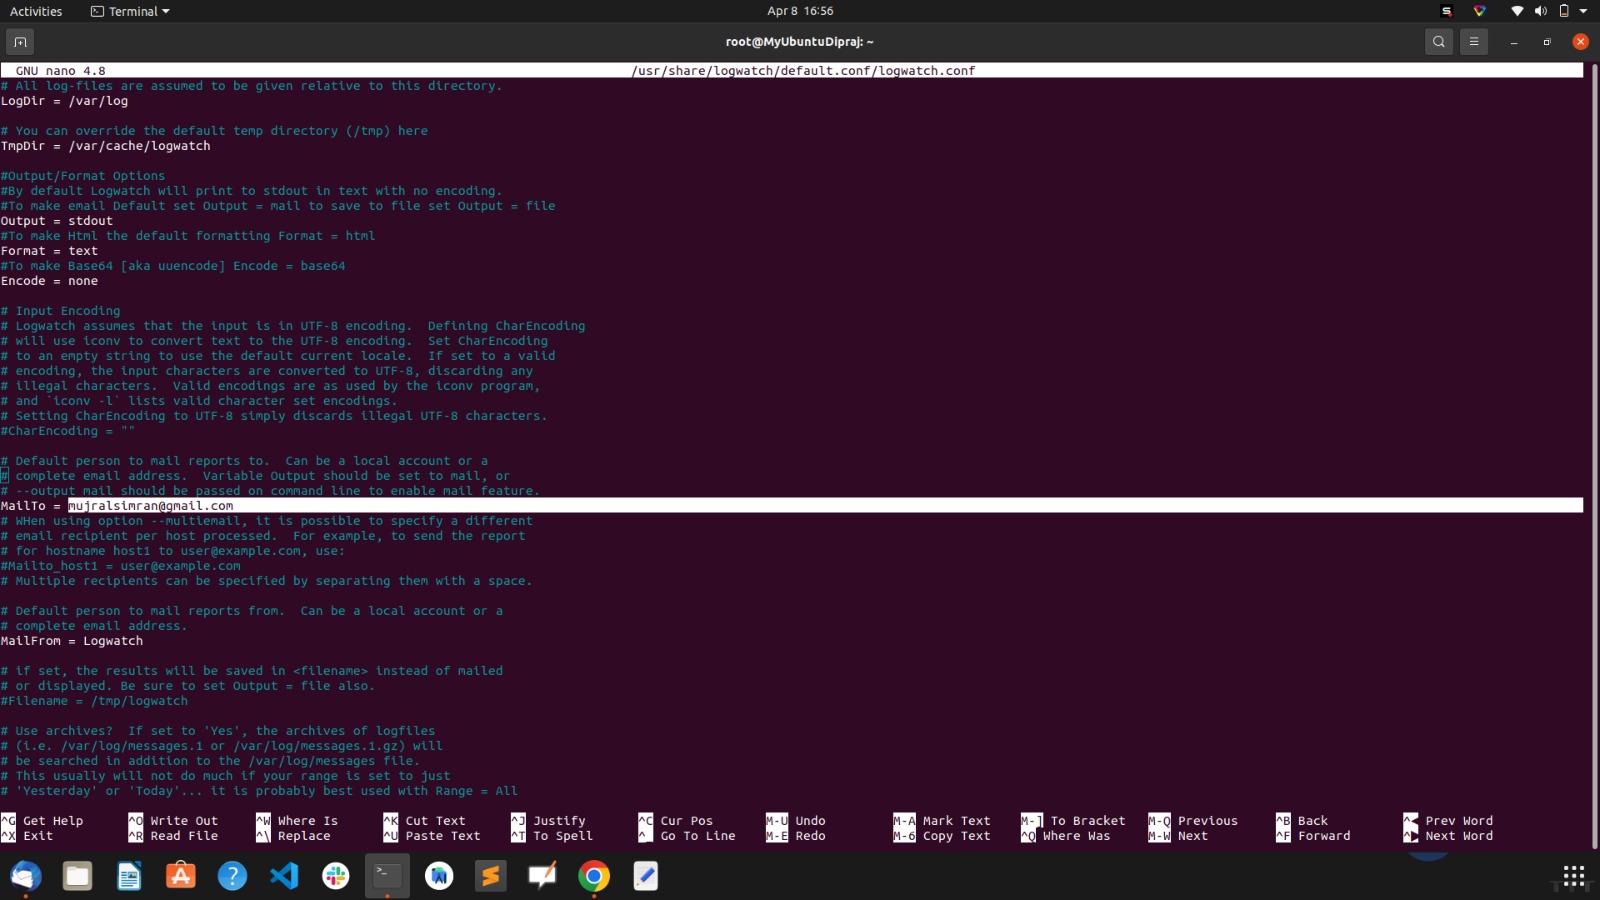 Activities Terminal Apr 8 16:56
root@MyUbuntuDipraj: ~
GNU nano 4.8 /usr/share/logwatch/default.conf/logwatch.conf
# All log-files are assumed to be given relative to this directory.
LogDir = /var/log
# You can override the default temp directory (/tmp) here
TmpDir = /var/cache/logwatch
#Output/Format Options
#By default Logwatch will print to stdout in text with no encoding.
#To make email Default set Output = mail to save to file set Output = file
Output = stdout
#To make Html the default formatting Format = html
Format = text
#To make Base64 [aka uuencode] Encode = base64
Encode = none
# Input Encoding
# Logwatch assumes that the input is in UTF-8 encoding.  Defining CharEncoding
# will use iconv to convert text to the UTF-8 encoding.  Set CharEncoding
# to an empty string to use the default current locale.  If set to a valid
# encoding, the input characters are converted to UTF-8, discarding any
# illegal characters.  Valid encodings are as used by the iconv program,
# and `iconv -l` lists valid character set encodings.
# Setting CharEncoding to UTF-8 simply discards illegal UTF-8 characters.
#CharEncoding = ""
# Default person to mail reports to.  Can be a local account or a
# complete email address.  Variable Output should be set to mail, or
# --output mail should be passed on command line to enable mail feature.
MailTo = mujralsimran@gmail.com
# WHen using option --multiemail, it is possible to specify a different
# email recipient per host processed.  For example, to send the report
# for hostname host1 to user@example.com, use:
#Mailto_host1 = user@example.com
# Multiple recipients can be specified by separating them with a space.
# Default person to mail reports from.  Can be a local account or a
# complete email address.
MailFrom = Logwatch
# if set, the results will be saved in <filename> instead of mailed
# or displayed. Be sure to set Output = file also.
#Filename = /tmp/logwatch
# Use archives?  If set to 'Yes', the archives of logfiles
# (i.e. /var/log/messages.1 or /var/log/messages.1.gz) will
# be searched in addition to the /var/log/messages file.
# This usually will not do much if your range is set to just
# 'Yesterday' or 'Today'... it is probably best used with Range = All
^G Get Help ^O Write Out ^W Where Is ^K Cut Text ^J Justify ^C Cur Pos M-U Undo M-A Mark Text M-] To Bracket M-Q Previous ^B Back ^◀ Prev Word
^X Exit ^R Read File ^\ Replace ^U Paste Text ^T To Spell ^_ Go To Line M-E Redo M-6 Copy Text ^Q Where Was M-W Next ^F Forward ^▶ Next Word